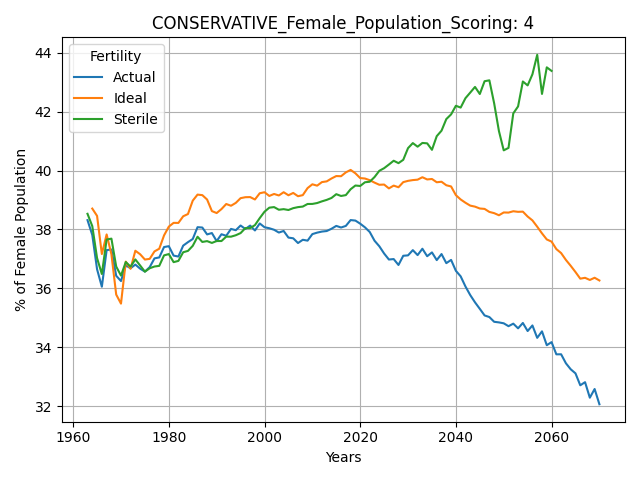 CONSERVATIVE_Female_Population_Scoring: 4
Fertility
Actual
Ideal
Sterile
% of Female Population
44
42
40
38
36
34
32
1960 1980 2000 2020 2040 2060
Years